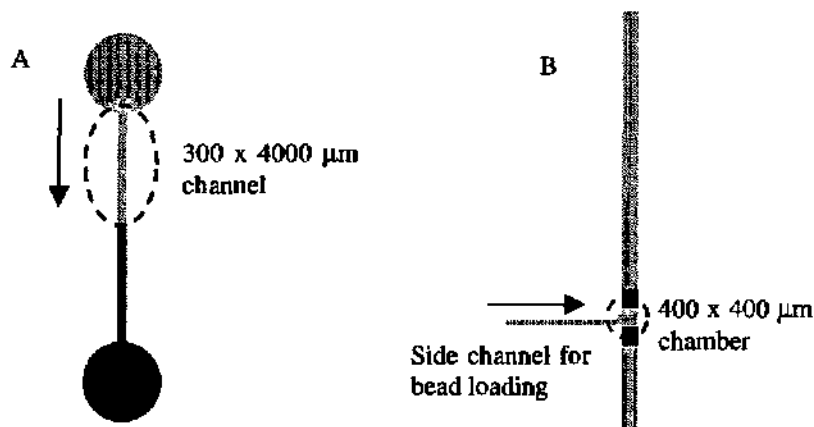 A
300 x 4000 μm
channel
B
400 x 400 μm
chamber
Side channel for
bead loading